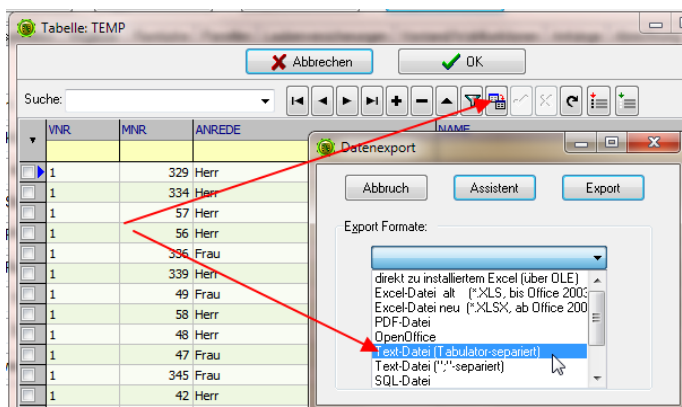 Tabelle: TEMP
Abbrechen
OK
Suche:
VNR MNR ANREDE NAME
1 329 Herr
1 334 Herr
1 57 Herr
1 56 Herr
1 336 Frau
1 339 Herr
1 49 Frau
1 58 Herr
1 48 Herr
1 47 Frau
1 345 Frau
1 42 Herr
Datenexport
Abbruch
Assistent
Export
Export Formate:
direkt zu installiertem Excel (über OLE)
Excel-Datei alt (*.XLS, bis Office 2003
Excel-Datei neu (*.XLSX, ab Office 200
PDF-Datei
OpenOffice
Text-Datei (Tabulator-separiert)
Text-Datei (";"-separiert)
SQL-Datei